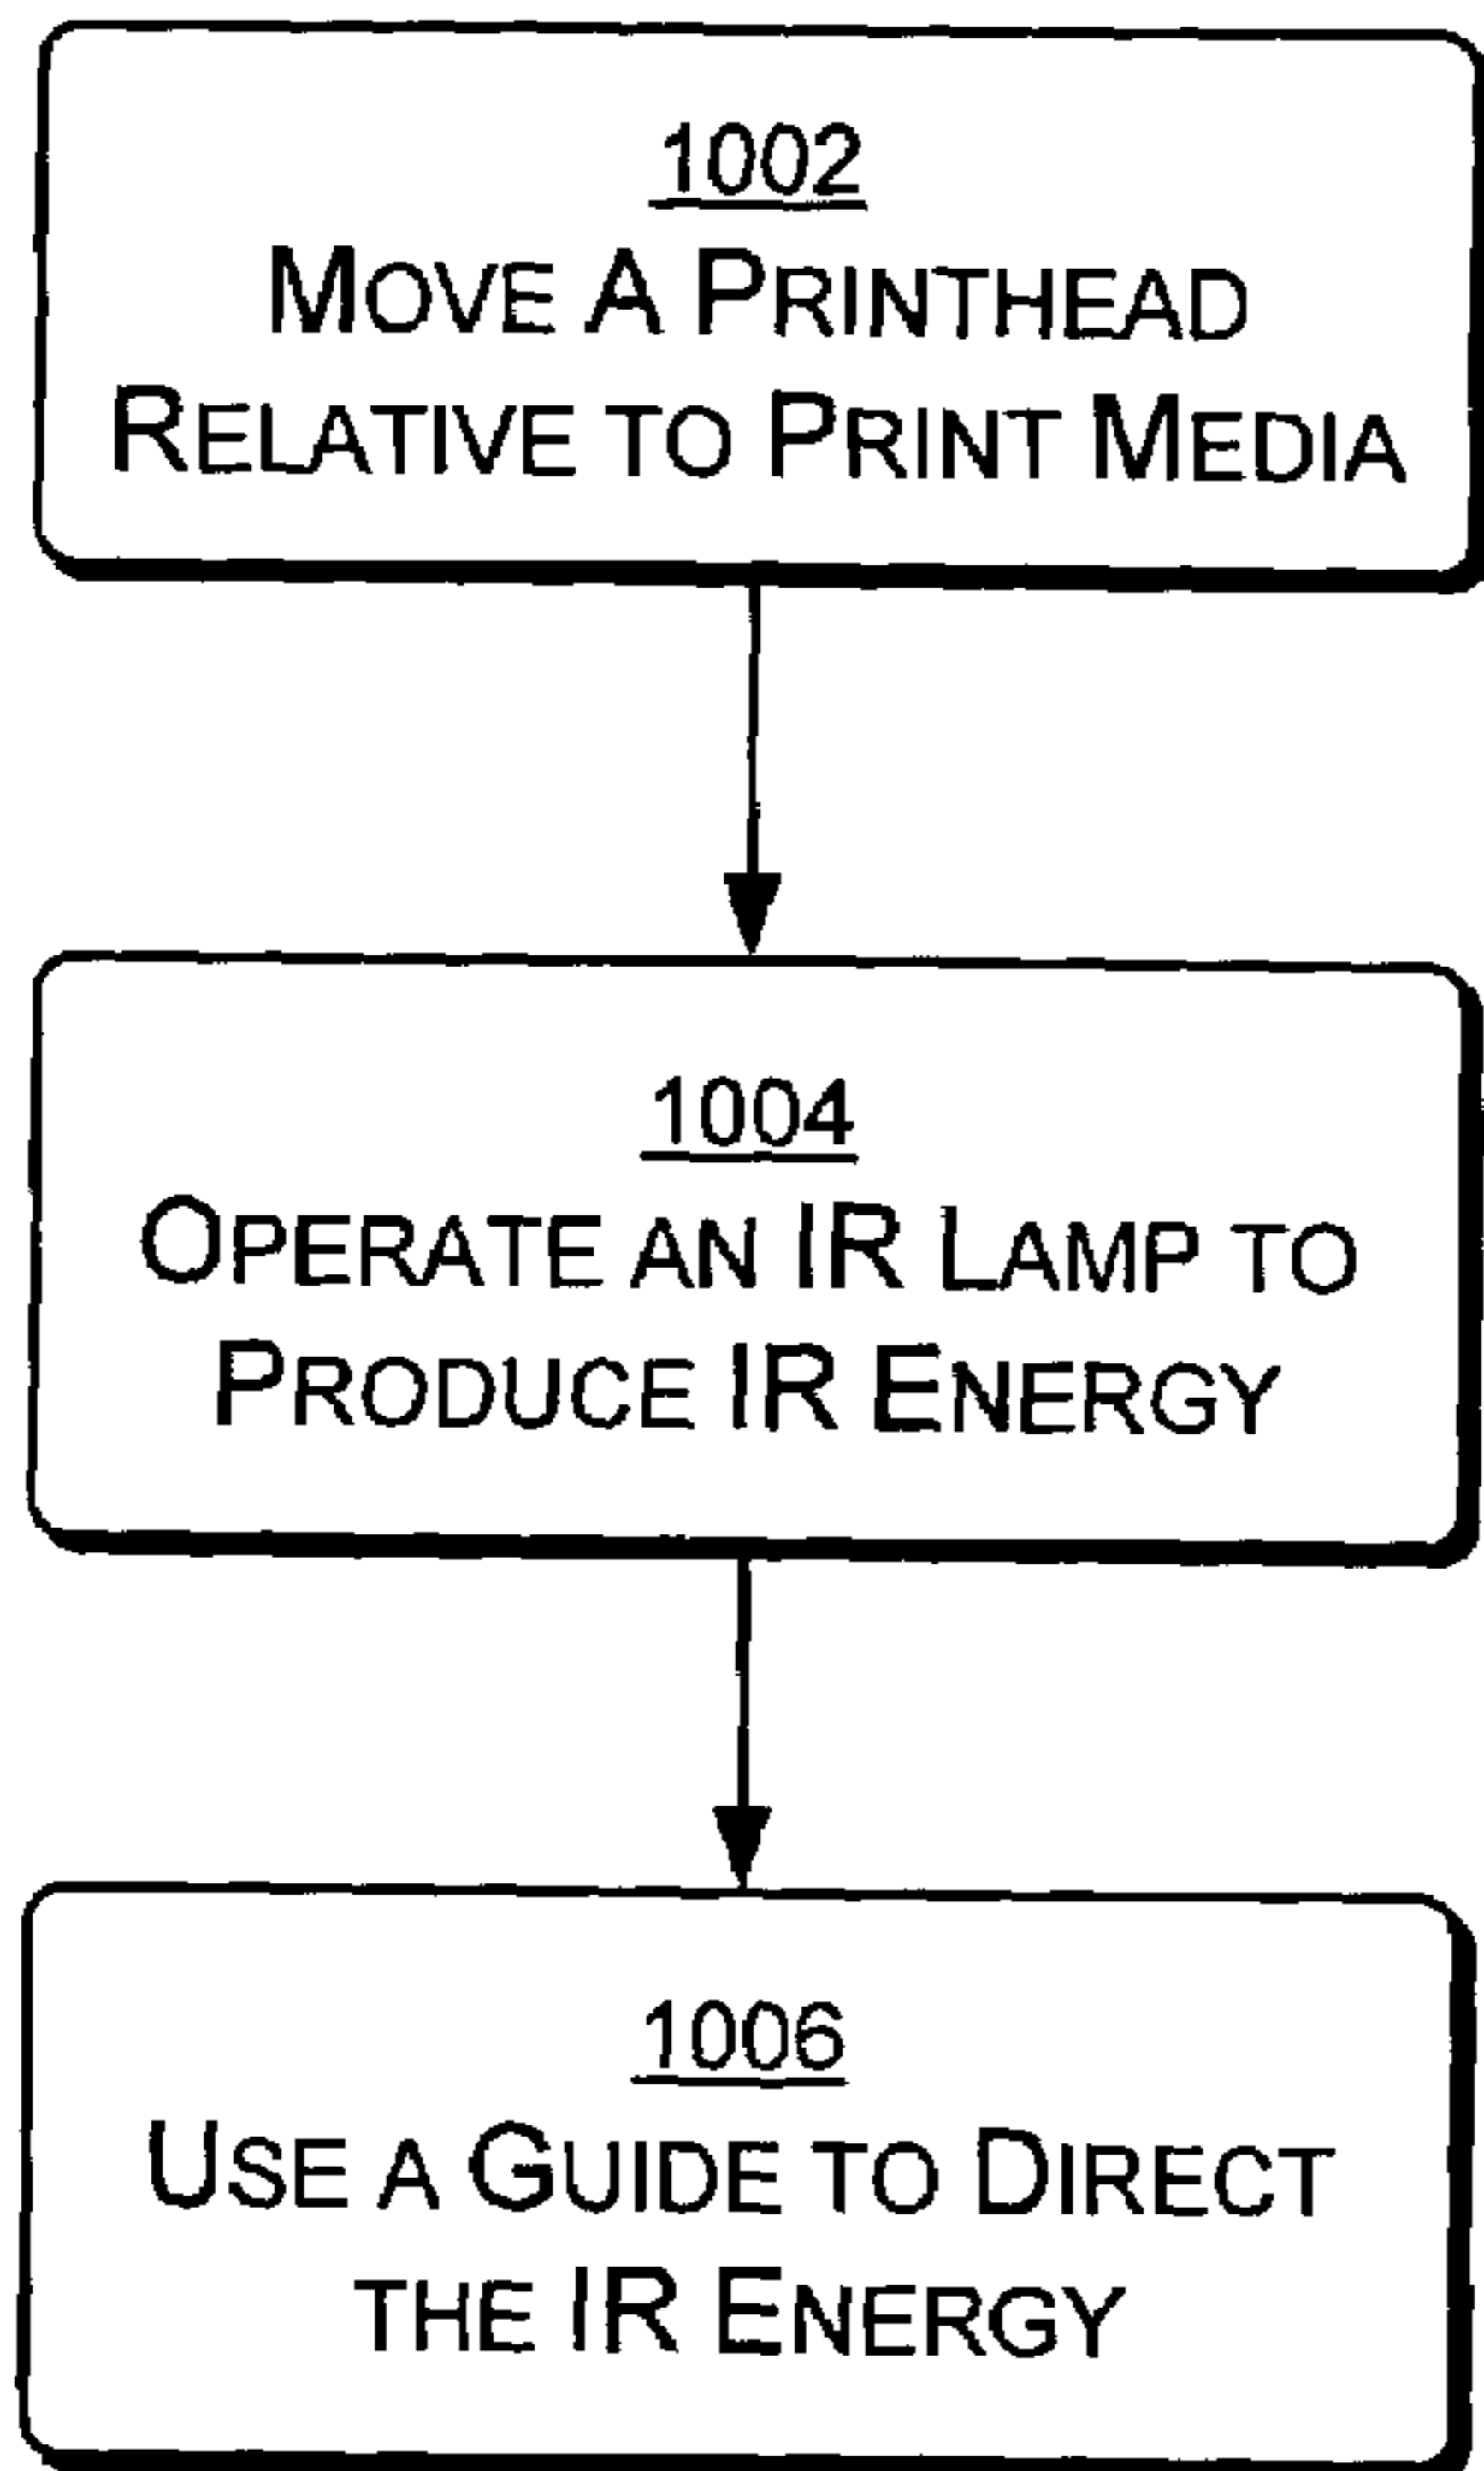 1002
MOVE A PRINTHEAD
RELATIVE TO PRINT MEDIA
1004
OPERATE AN IR LAMP TO
PRODUCE IR ENERGY
1006
USE A GUIDE TO DIRECT
THE IR ENERGY